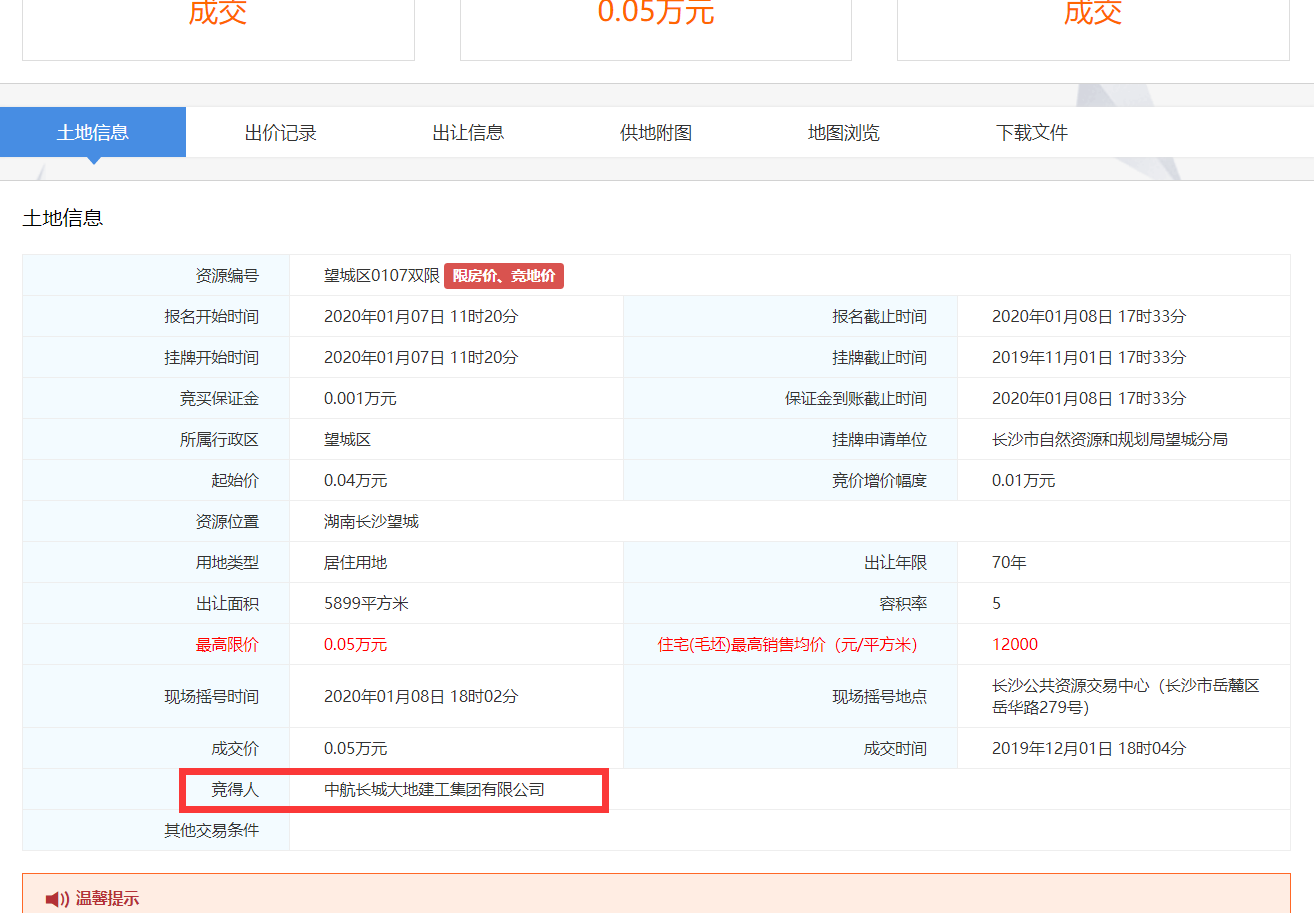 成交
0.05万元
成交
土地信息
出价记录
出让信息
供地附图
地图浏览
下载文件
土地信息
资源编号 望城区0107双限 限房价、竞地价
报名开始时间 2020年01月07日 11时20分 报名截止时间 2020年01月08日 17时33分
挂牌开始时间 2020年01月07日 11时20分 挂牌截止时间 2019年11月01日 17时33分
竞买保证金 0.001万元 保证金到账截止时间 2020年01月08日 17时33分
所属行政区 望城区 挂牌申请单位 长沙市自然资源和规划局望城分局
起始价 0.04万元 竞价增价幅度 0.01万元
资源位置 湖南长沙望城
用地类型 居住用地 出让年限 70年
出让面积 5899平方米 容积率 5
最高限价 0.05万元 住宅(毛坯)最高销售均价（元/平方米） 12000
现场摇号时间 2020年01月08日 18时02分 现场摇号地点 长沙公共资源交易中心（长沙市岳麓区
岳华路279号）
成交价 0.05万元 成交时间 2019年12月01日 18时04分
竞得人 中航长城大地建工集团有限公司
其他交易条件
温馨提示